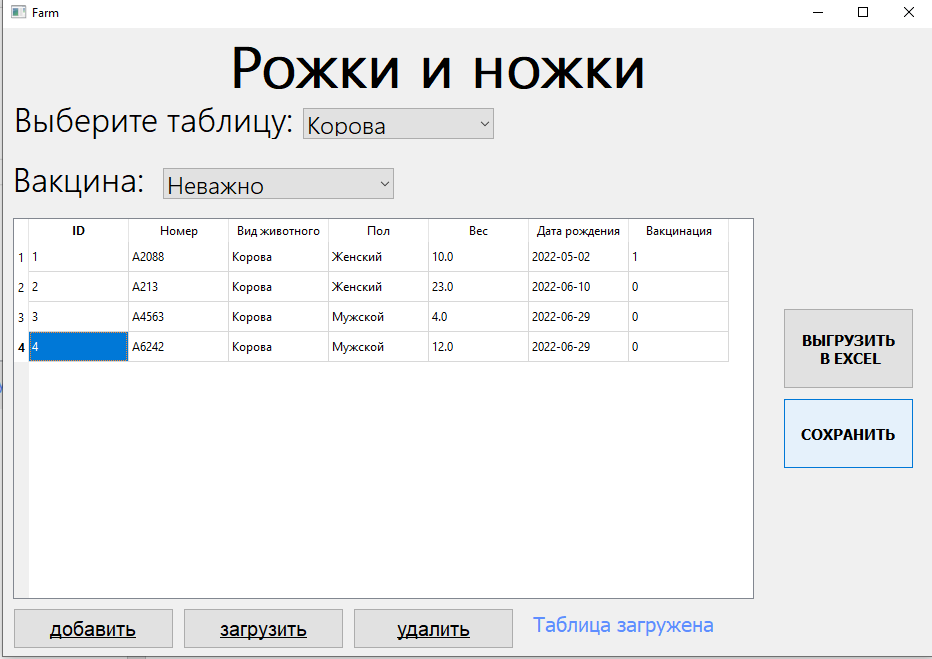 Farm
Рожки и ножки
Выберите таблицу: Корова
Вакцина: Неважно
ID Номер Вид животного Пол Вес Дата рождения Вакцинация
1 1 A2088 Корова Женский 10.0 2022-05-02 1
2 2 A213 Корова Женский 23.0 2022-06-10 0
3 3 A4563 Корова Мужской 4.0 2022-06-29 0
4 4 A6242 Корова Мужской 12.0 2022-06-29 0
ВЫГРУЗИТЬ
В EXCEL
СОХРАНИТЬ
добавить загрузить удалить Таблица загружена